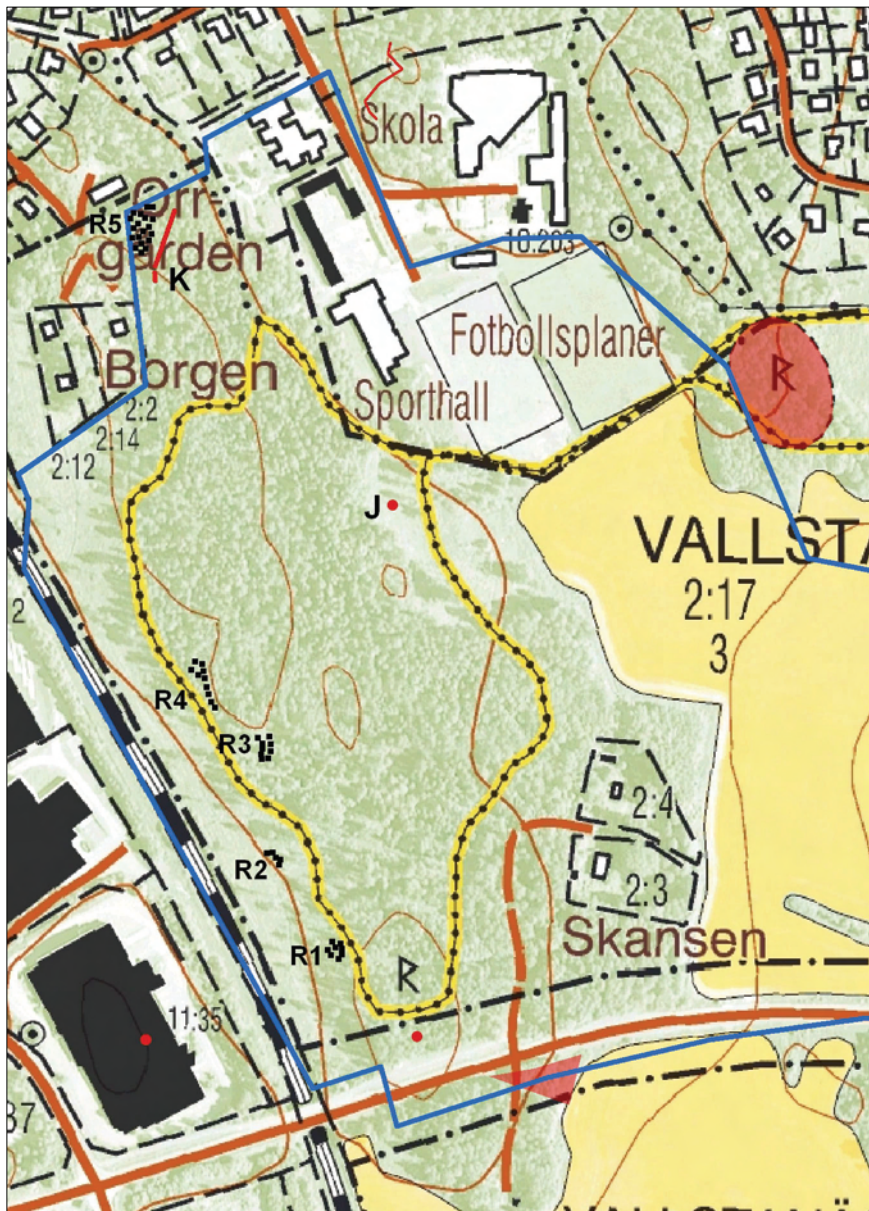 Skola
Orr-
gården
R5
K
10:203
Fotbollsplaner
R
Borgen
Sporthall
2:2
2:14
2:12
J
VALLSTA
2:17
3
2
R4
R3
2:4
R2
2:3
Skansen
R1
R
11:35
37